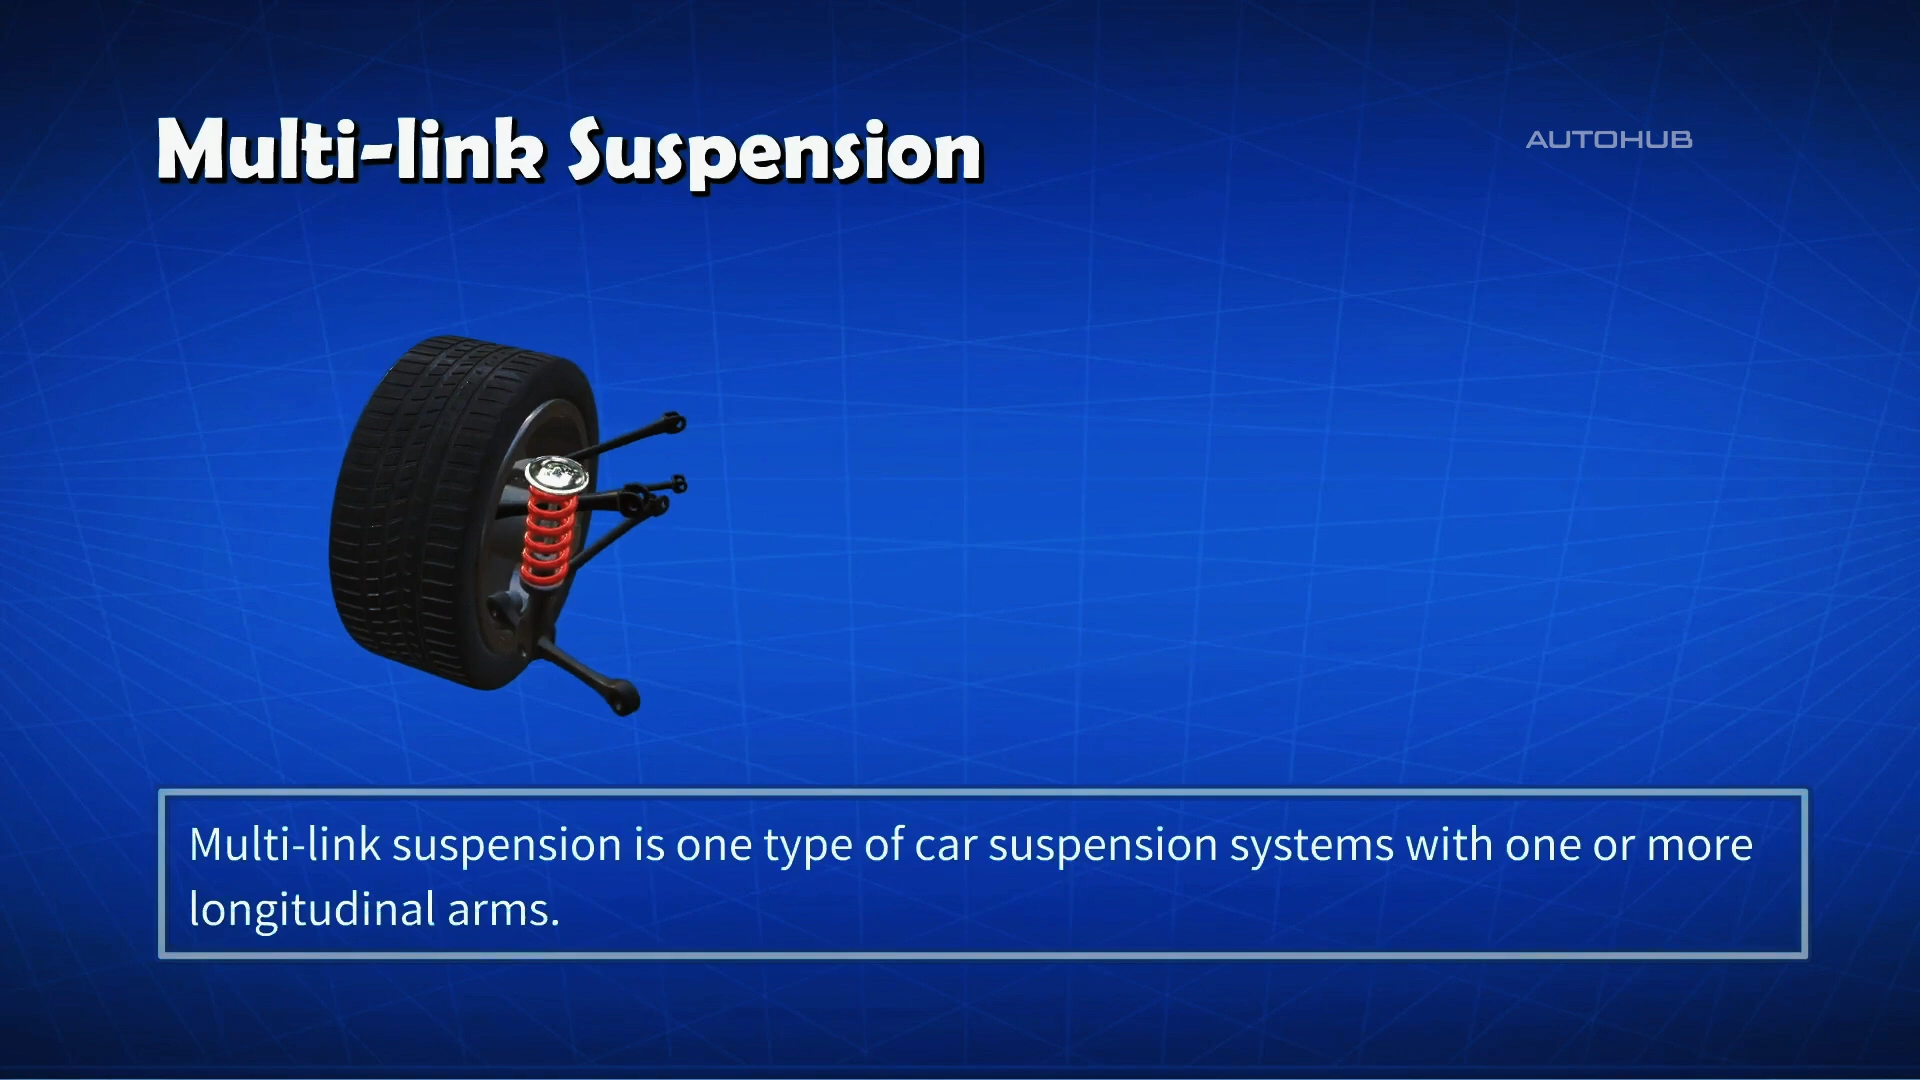 Multi-link Suspension
AUTOHUB
Multi-link suspension is one type of car suspension systems with one or more
longitudinal arms.